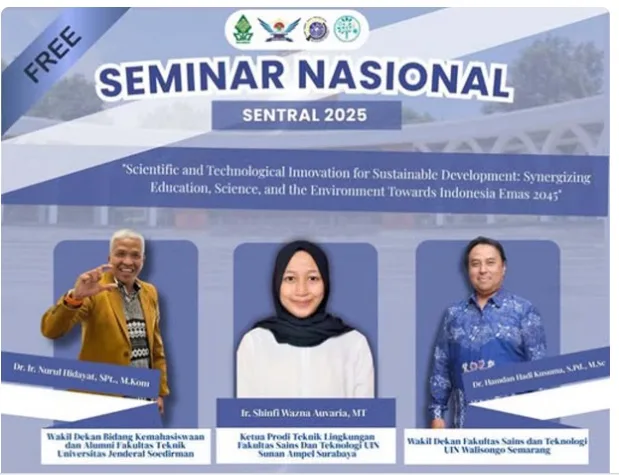 FREE
SEMINAR NASIONAL
SENTRAL 2025
"Scientific and Technological Innovation for Sustainable Development: Synergizing
Education, Science, and the Environment Towards Indonesia Emas 2045"
Dr. Ir. Nurul Hidayat, SPt., M.Kom
Wakil Dekan Bidang Kemahasiswaan
dan Alumni Fakultas Teknik
Universitas Jenderal Soedirman
Ir. Shinfi Wazna Auvaria, MT
Ketua Prodi Teknik Lingkungan
Fakultas Sains Dan Teknologi UIN
Sunan Ampel Surabaya
Dr. Hamdan Hadi Kusuma, S.Pd., M.Sc
Wakil Dekan Fakultas Sains dan Teknologi
UIN Walisongo Semarang